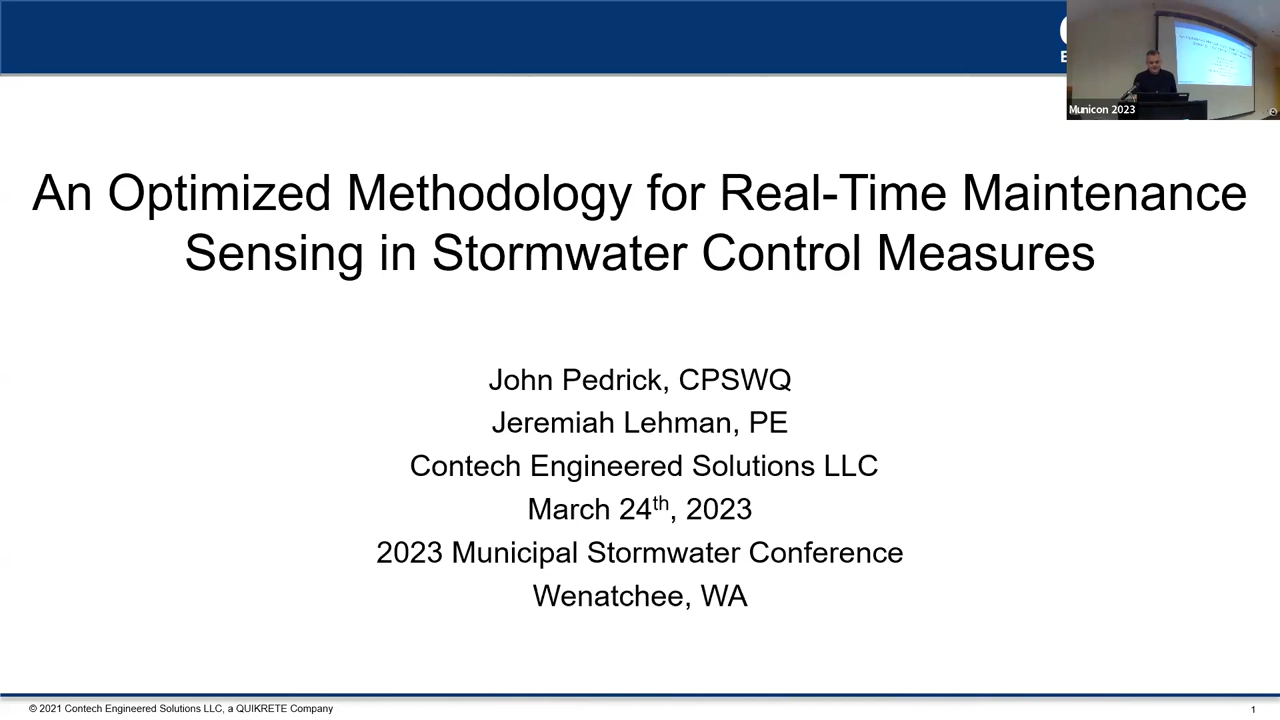 Municon 2023
An Optimized Methodology for Real-Time Maintenance
Sensing in Stormwater Control Measures
John Pedrick, CPSWQ
Jeremiah Lehman, PE
Contech Engineered Solutions LLC
March 24th, 2023
2023 Municipal Stormwater Conference
Wenatchee, WA
© 2021 Contech Engineered Solutions LLC, a QUIKRETE Company
1